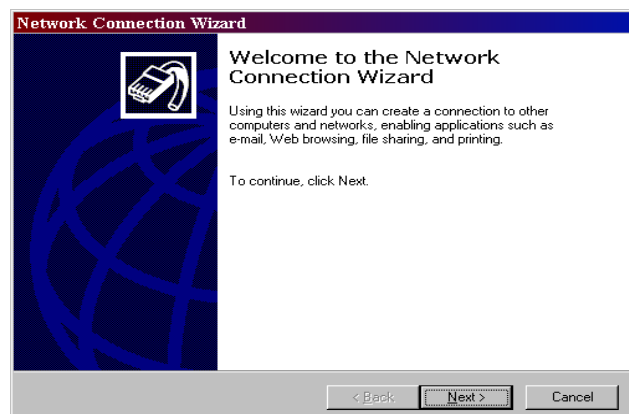 Network Connection Wizard
Welcome to the Network
Connection Wizard
Using this wizard you can create a connection to other
computers and networks, enabling applications such as
e-mail, Web browsing, file sharing, and printing.
To continue, click Next.
< Back
Next >
Cancel